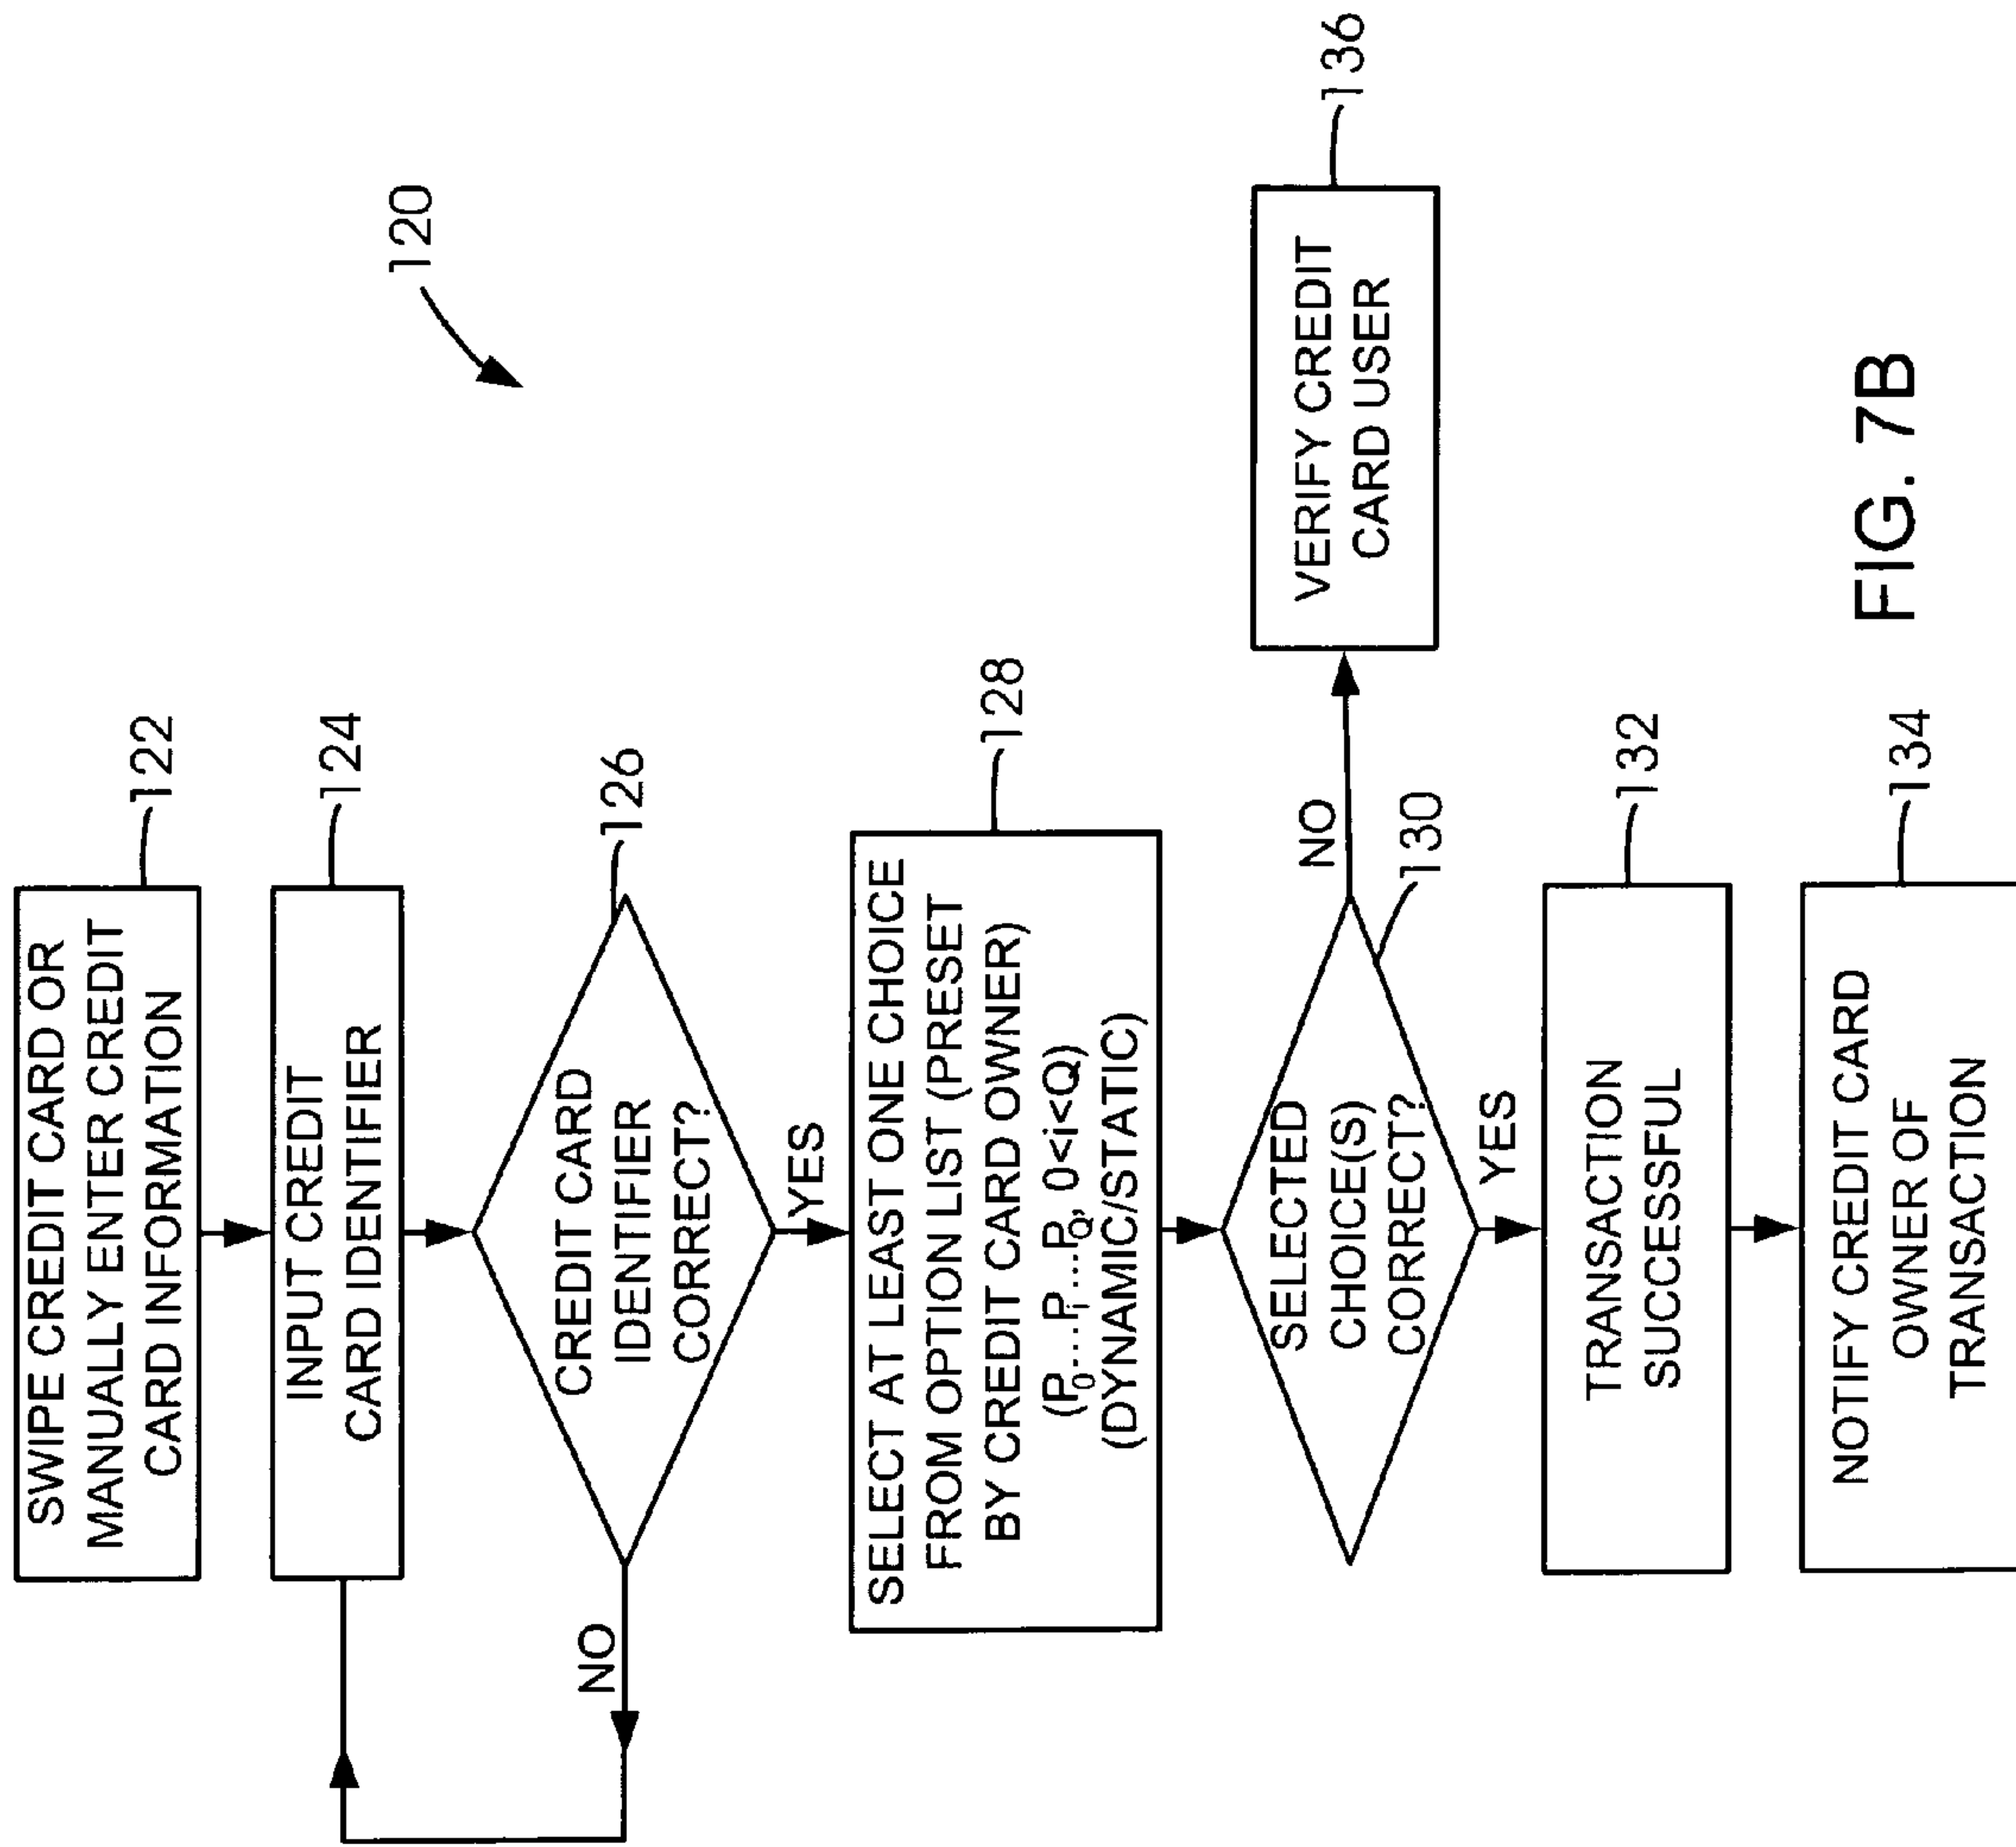 120
SWIPE CREDIT CARD OR
MANUALLY ENTER CREDIT
CARD INFORMATION
122
INPUT CREDIT
CARD IDENTIFIER
124
CREDIT CARD
IDENTIFIER
CORRECT?
126
NO
YES
SELECT AT LEAST ONE CHOICE
FROM OPTION LIST (PRESET
BY CREDIT CARD OWNER)
(P0...Pi...PQ, 0<i<Q)
(DYNAMIC/STATIC)
128
SELECTED
CHOICE(S)
CORRECT?
130
NO
VERIFY CREDIT
CARD USER
136
YES
TRANSACTION
SUCCESSFUL
132
NOTIFY CREDIT CARD
OWNER OF
TRANSACTION
134
FIG. 7B